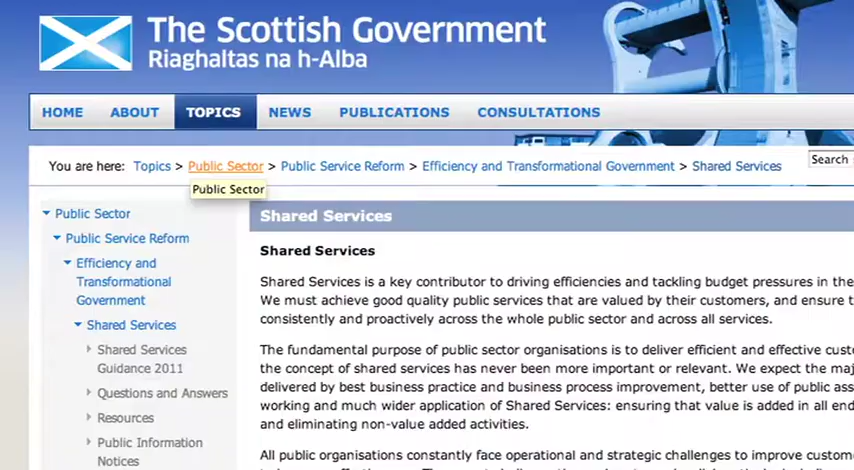 The Scottish Government
Riaghaltas na h-Alba
HOME ABOUT TOPICS NEWS PUBLICATIONS CONSULTATIONS
You are here: Topics > Public Sector > Public Service Reform > Efficiency and Transformational Government > Shared Services
Search
Public Sector
Public Sector
Public Service Reform
Efficiency and
Transformational
Government
Shared Services
Shared Services
Guidance 2011
Questions and Answers
Resources
Public Information
Notices
Shared Services
Shared Services
Shared Services is a key contributor to driving efficiencies and tackling budget pressures in the
We must achieve good quality public services that are valued by their customers, and ensure t
consistently and proactively across the whole public sector and across all services.
The fundamental purpose of public sector organisations is to deliver efficient and effective custo
the concept of shared services has never been more important or relevant. We expect the maj
delivered by best business practice and business process improvement, better use of public ass
working and much wider application of Shared Services: ensuring that value is added in all end
and eliminating non-value added activities.
All public organisations constantly face operational and strategic challenges to improve custome